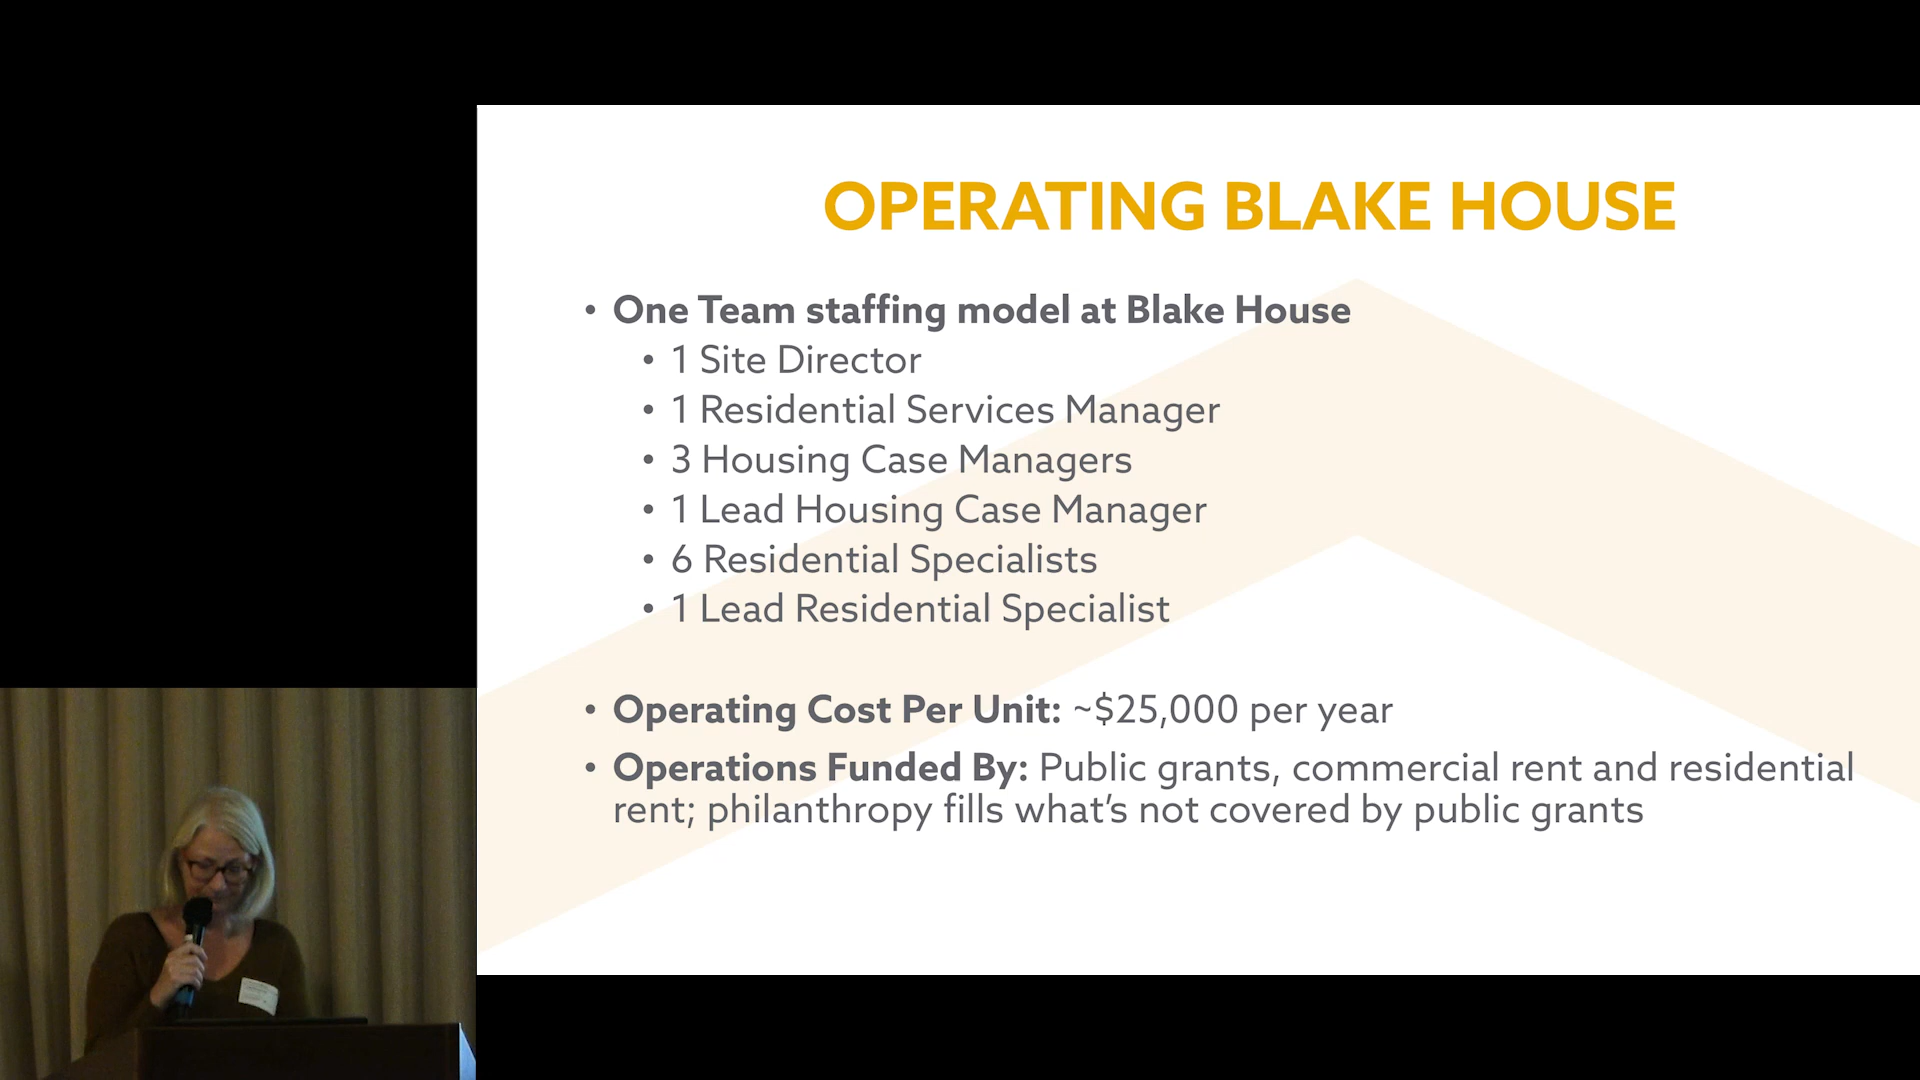 OPERATING BLAKE HOUSE
• One Team staffing model at Blake House
• 1 Site Director
• 1 Residential Services Manager
• 3 Housing Case Managers
• 1 Lead Housing Case Manager
• 6 Residential Specialists
• 1 Lead Residential Specialist
• Operating Cost Per Unit: ~$25,000 per year
• Operations Funded By: Public grants, commercial rent and residential
rent; philanthropy fills what's not covered by public grants